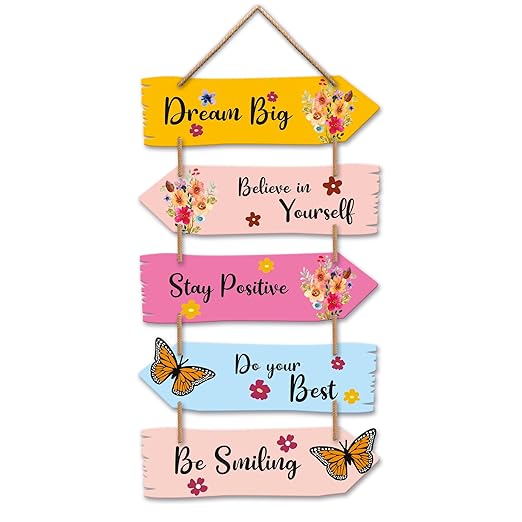 Dream Big
Believe in
Yourself
Stay Positive
Do your
Best
Be Smiling